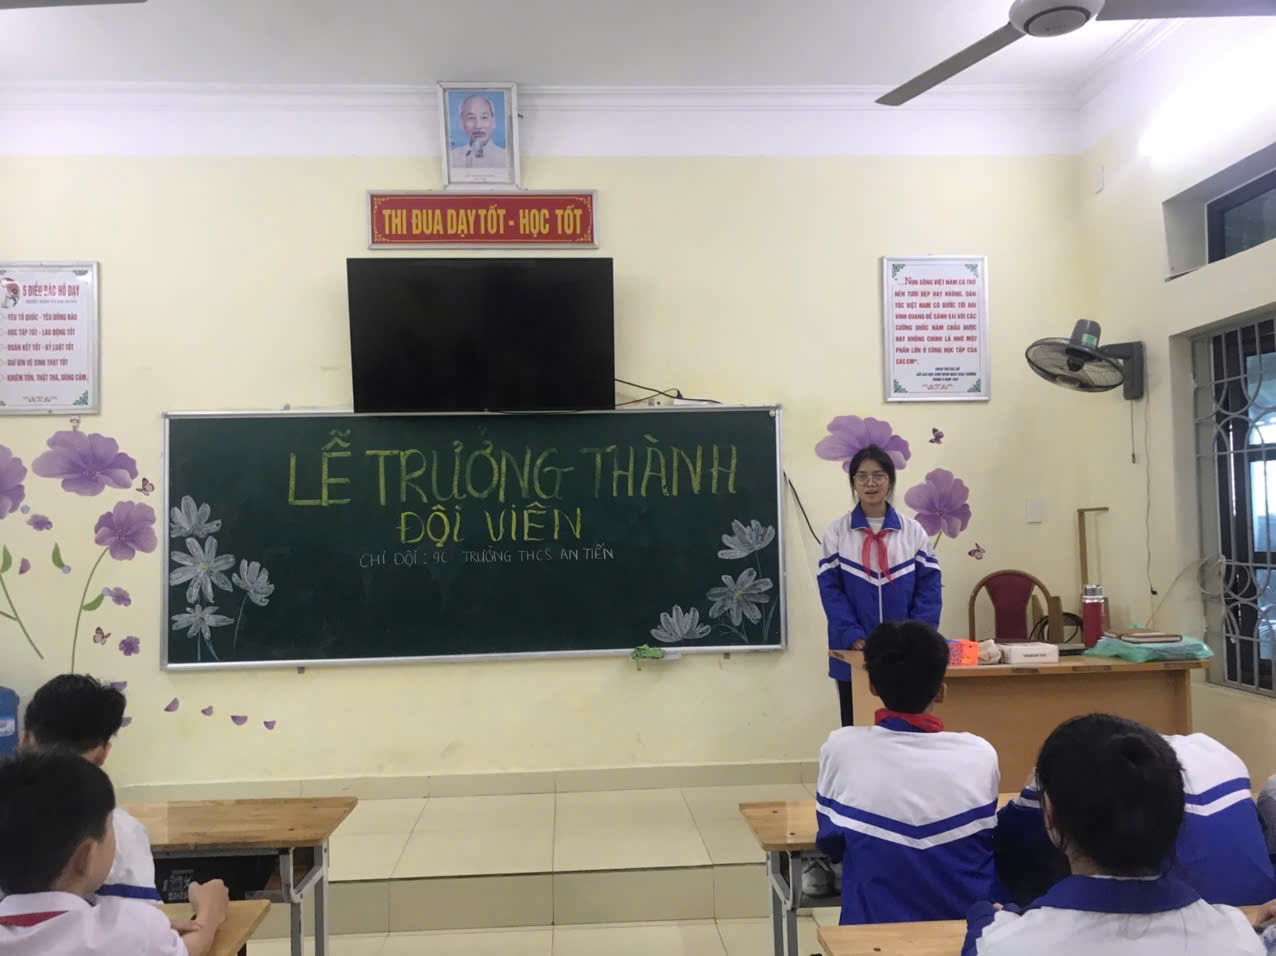 THI ĐUA DẠY TỐT - HỌC TỐT
5 ĐIỀU BÁC HỒ DẠY
YÊU TỔ QUỐC - YÊU ĐỒNG BÀO
HỌC TẬP TỐT - LAO ĐỘNG TỐT
ĐOÀN KẾT TỐT - KỶ LUẬT TỐT
GIỮ GÌN VỆ SINH THẬT TỐT
KHIÊM TỐN, THẬT THÀ, DŨNG CẢM
NON SÔNG VIỆT NAM CÓ TRỞ
NÊN TƯƠI ĐẸP HAY KHÔNG, DÂN
TỘC VIỆT NAM CÓ BƯỚC TỚI ĐÀI
VINH QUANG ĐỂ SÁNH VAI VỚI CÁC
CƯỜNG QUỐC NĂM CHÂU ĐƯỢC
HAY KHÔNG CHÍNH LÀ NHỜ MỘT
PHẦN LỚN Ở CÔNG HỌC TẬP CỦA
CÁC EM".
LỄ TRƯỞNG THÀNH
ĐỘI VIÊN
CHI ĐỘI : 9C TRƯỜNG THCS AN TIẾN